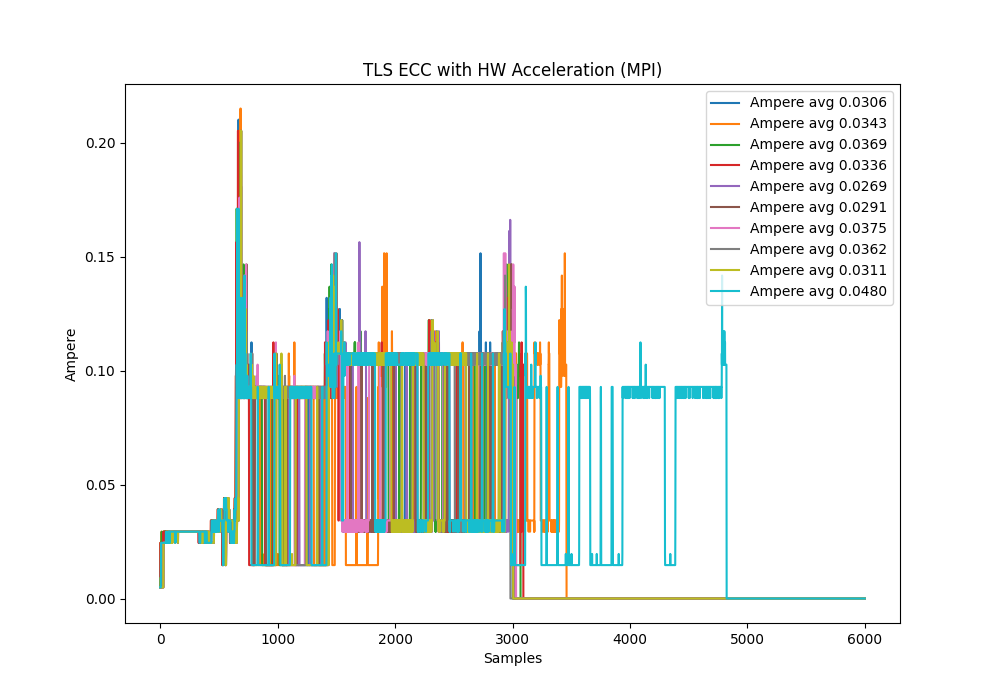 TLS ECC with HW Acceleration (MPI)
Ampere avg 0.0306
Ampere avg 0.0343
Ampere avg 0.0369
Ampere avg 0.0336
Ampere avg 0.0269
Ampere avg 0.0291
Ampere avg 0.0375
Ampere avg 0.0362
Ampere avg 0.0311
Ampere avg 0.0480
0.20
0.15
0.10
0.05
0.00
Ampere
0 1000 2000 3000 4000 5000 6000
Samples